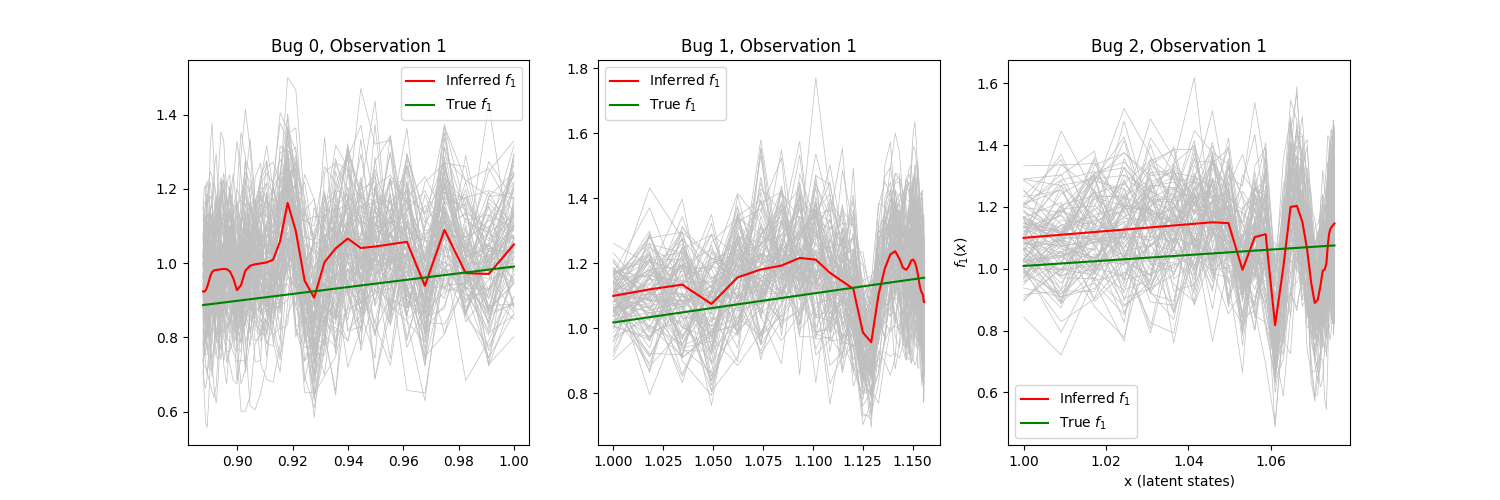 Bug 0, Observation 1
Inferred f₁
True f₁
1.4
1.2
1.0
0.8
0.6
0.90 0.92 0.94 0.96 0.98 1.00
Bug 1, Observation 1
Inferred f₁
True f₁
1.8
1.6
1.4
1.2
1.0
0.8
1.000 1.025 1.050 1.075 1.100 1.125 1.150
Bug 2, Observation 1
f₁(x)
1.6
1.4
1.2
1.0
0.8
0.6
Inferred f₁
True f₁
1.00 1.02 1.04 1.06
x (latent states)